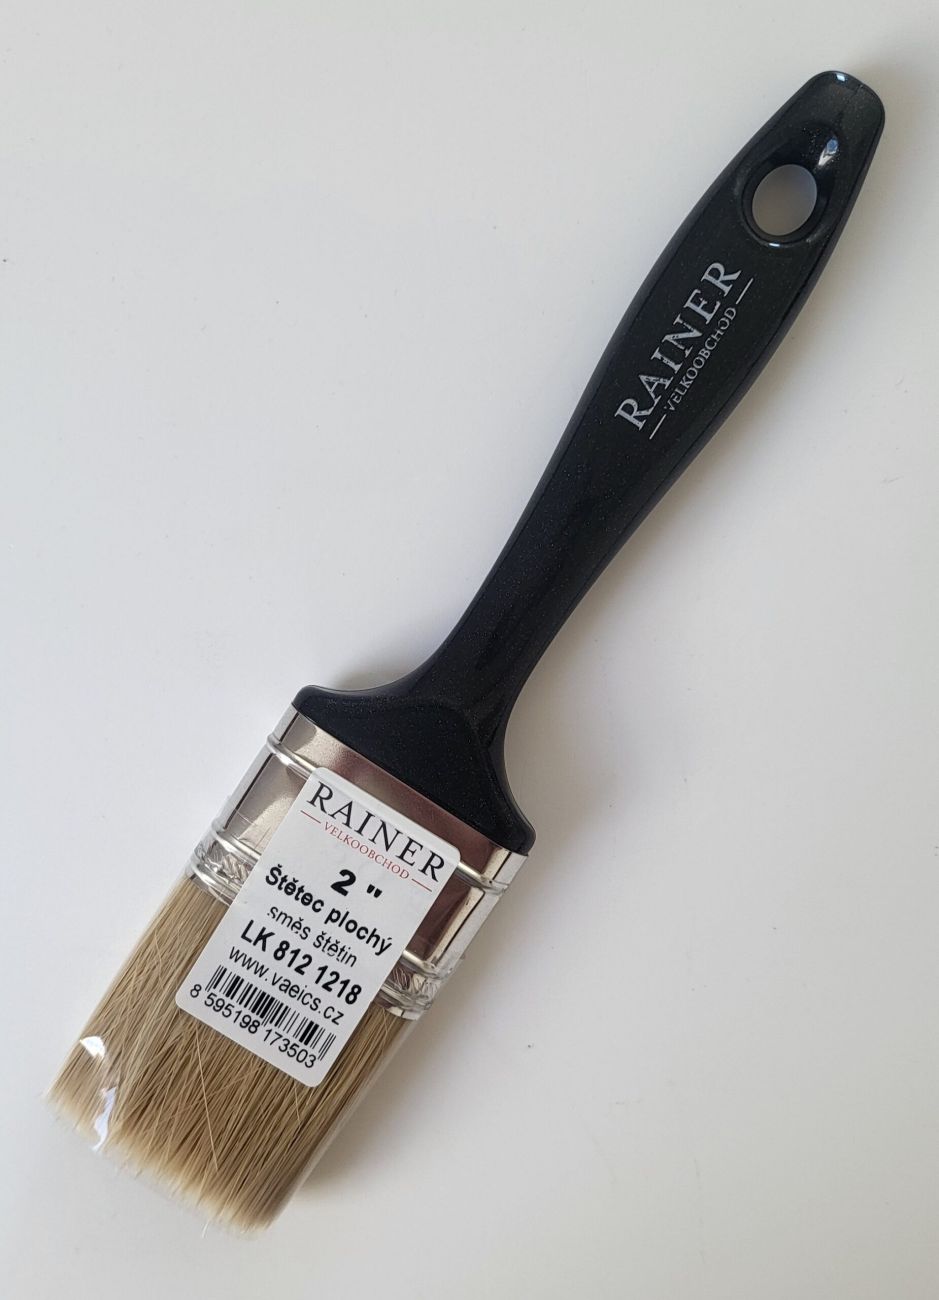 RAINER
VELKOOBCHOD
RAINER
VELKOOBCHOD
2 "
Štětec plochý
směs štětin
LK 812 1218
www.vaeics.cz
8 595198 173503